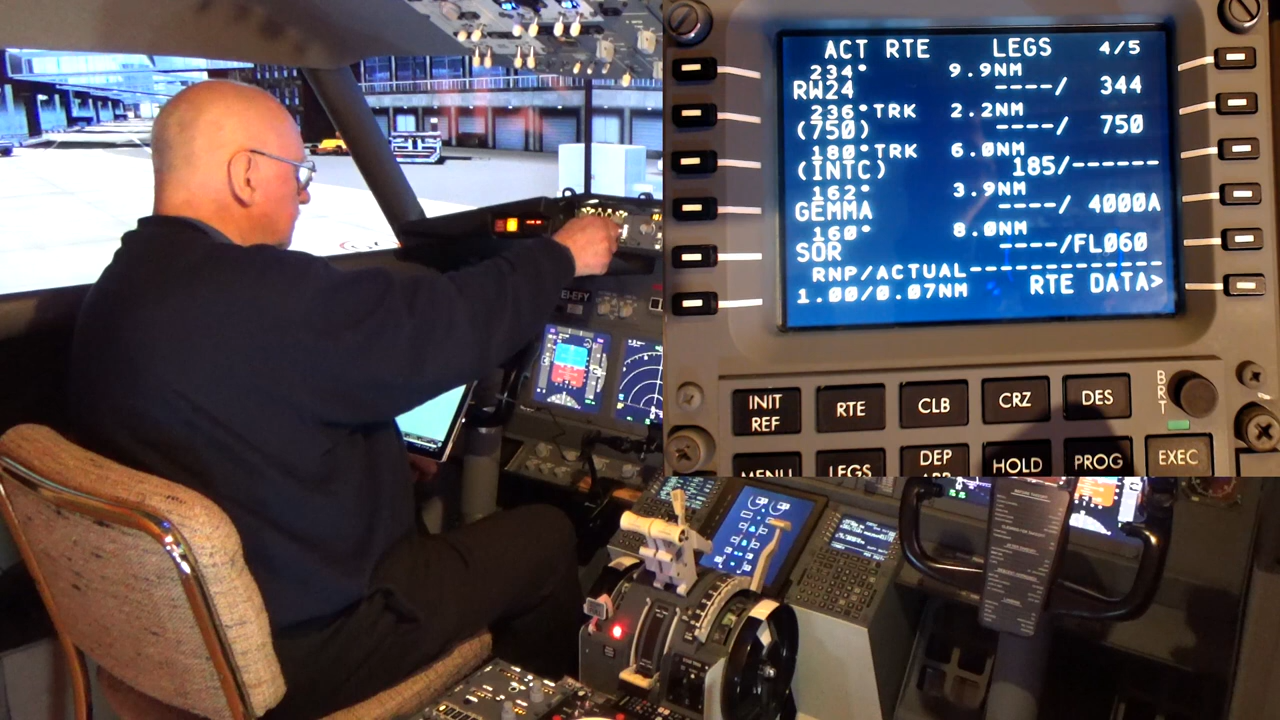 ACT RTE LEGS 4/5
234° 9.9NM
RW24 ----/ 344
236°TRK 2.2NM
(750) ----/ 750
180°TRK 6.0NM
(INTC) 185/------
162° 3.9NM
GEMMA ----/ 4000A
160° 8.0NM
SOR ----/FL060
RNP/ACTUAL--------------
1.00/0.07NM RTE DATA>
INIT REF
RTE
CLB
CRZ
DES
BRT
MENU
LEGS
DEP ARR
HOLD
PROG
EXEC
EI-EFY